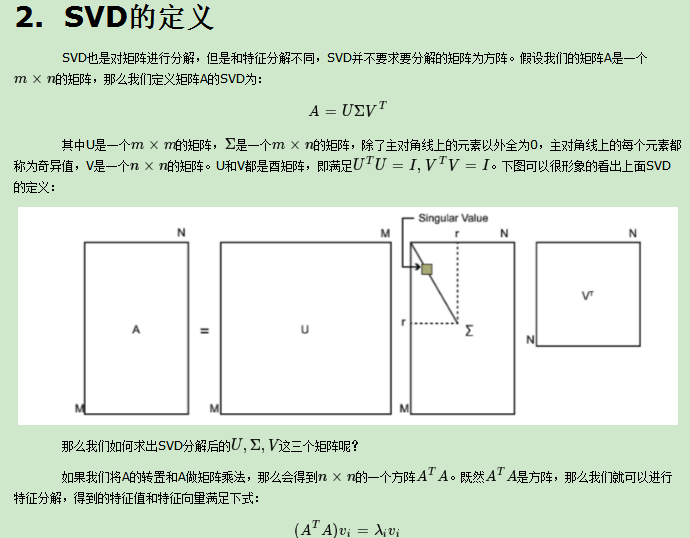 2. SVD的定义
SVD也是对矩阵进行分解，但是和特征分解不同，SVD并不要求要分解的矩阵为方阵。假设我们的矩阵A是一个
m × n的矩阵，那么我们定义矩阵A的SVD为：
A = UΣV^T
其中U是一个m × m的矩阵，Σ是一个m × n的矩阵，除了主对角线上的元素以外全为0，主对角线上的每个元素都
称为奇异值，V是一个n × n的矩阵。U和V都是酉矩阵，即满足U^T U = I, V^T V = I。下图可以很形象的看出上面SVD
的定义：
Singular Value
N M r N N
A = U r Σ V^T
N
M M M
那么我们如何求出SVD分解后的U, Σ, V这三个矩阵呢？
如果我们将A的转置和A做矩阵乘法，那么会得到n × n的一个方阵A^T A。既然A^T A是方阵，那么我们就可以进行
特征分解，得到的特征值和特征向量满足下式：
(A^T A)v_i = λ_i v_i